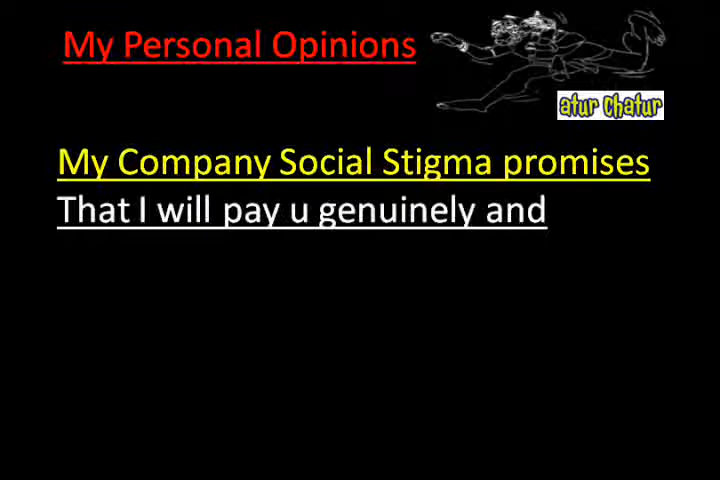 My Personal Opinions
atur chatur
My Company Social Stigma promises
That I will pay u genuinely and